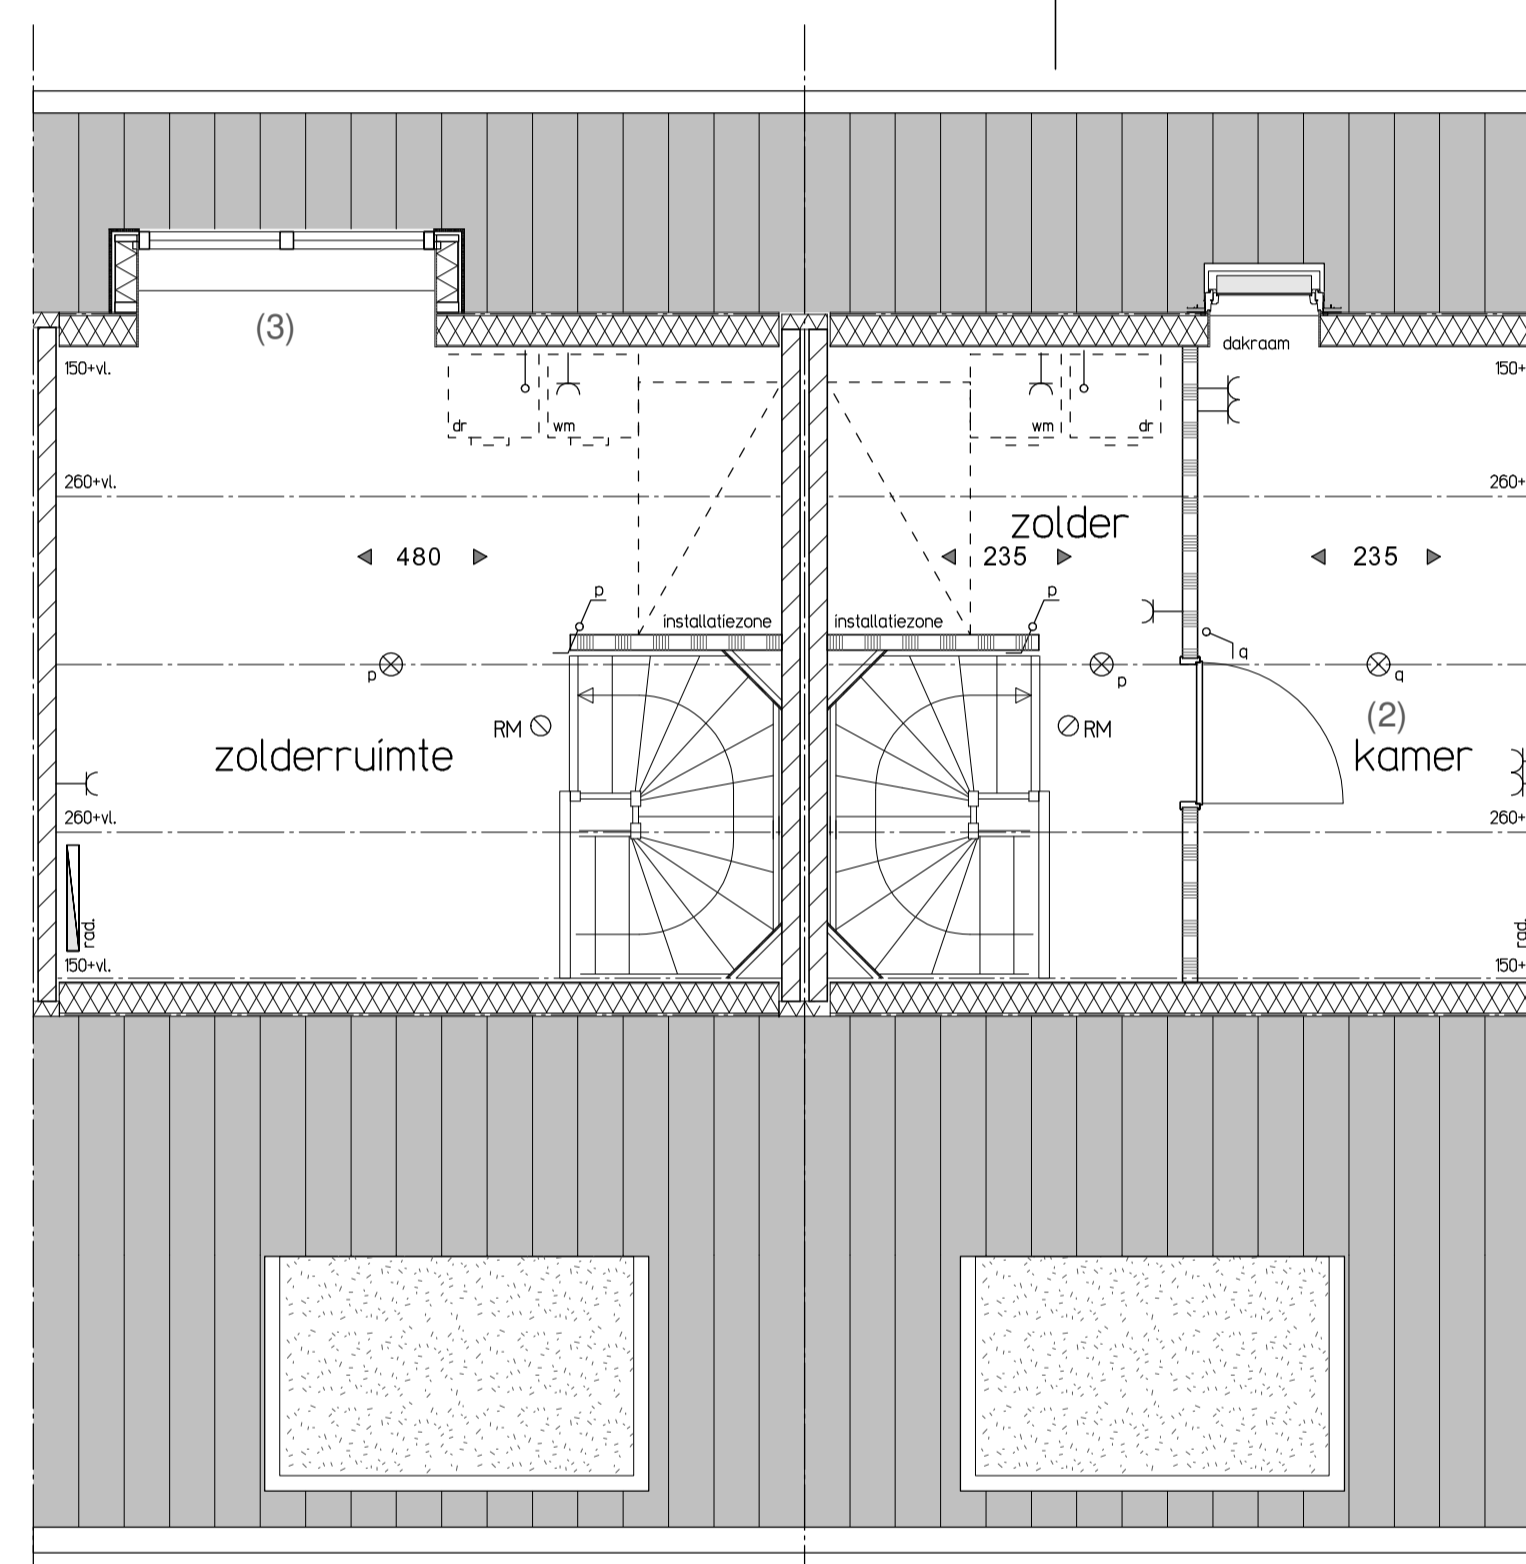 (3)
dakraam
150+vl.
150+
dr
wm
wm
dr
260+vl.
260+
zolder
480
235
235
p
p
installatiezone
installatiezone
q
p
p
q
RM
RM
(2)
zolderruimte
kamer
260+vl.
260+
rad.
rad.
150+vl.
150+